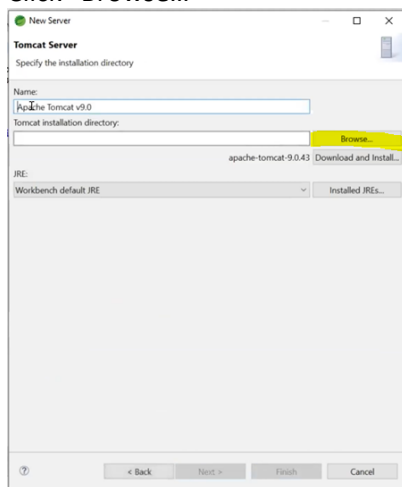 New Server
Tomcat Server
Specify the installation directory
Name:
Apache Tomcat v9.0
Tomcat installation directory:
Browse...
apache-tomcat-9.0.43 Download and Install...
JRE:
Workbench default JRE Installed JREs...
< Back Next > Finish Cancel